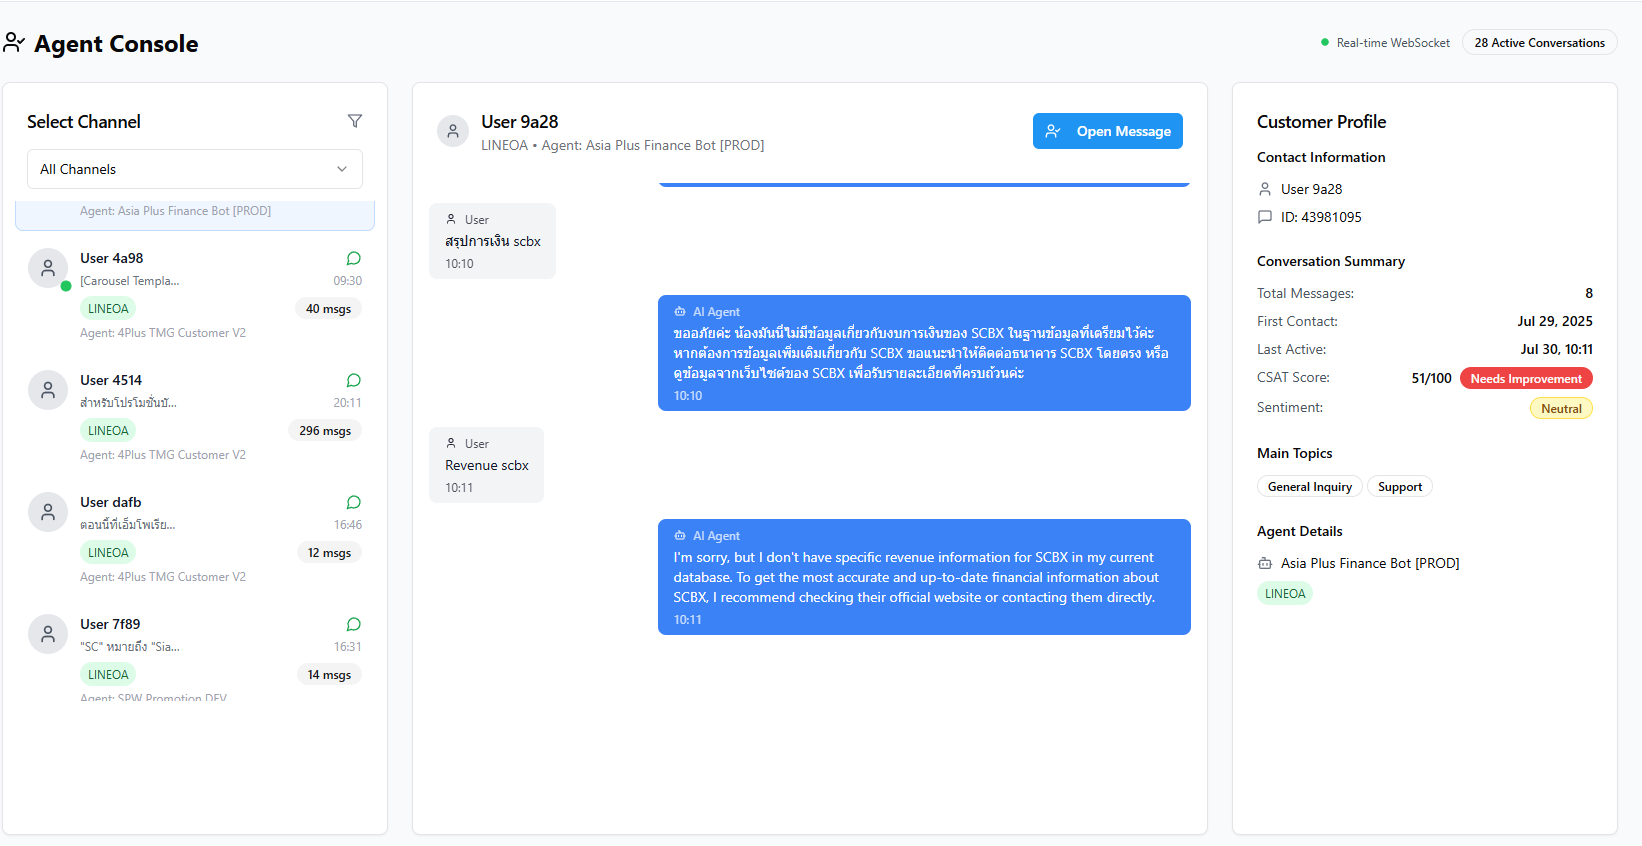 Agent Console
Real-time WebSocket
28 Active Conversations
Select Channel
All Channels
Agent: Asia Plus Finance Bot [PROD]
User 4a98
[Carousel Templa...
09:30
LINEOA
40 msgs
Agent: 4Plus TMG Customer V2
User 4514
สำหรับโปรโมชั่นบั...
20:11
LINEOA
296 msgs
Agent: 4Plus TMG Customer V2
User dafb
ตอนนี้ที่เอ็มโพเรีย...
16:46
LINEOA
12 msgs
Agent: 4Plus TMG Customer V2
User 7f89
"SC" หมายถึง "Sia...
16:31
LINEOA
14 msgs
Agent: SPW Promotion DEV
User 9a28
LINEOA • Agent: Asia Plus Finance Bot [PROD]
Open Message
User
สรุปการเงิน scbx
10:10
AI Agent
ขออภัยค่ะ น้องมันนี่ไม่มีข้อมูลเกี่ยวกับงบการเงินของ SCBX ในฐานข้อมูลที่เตรียมไว้ค่ะ
หากต้องการข้อมูลเพิ่มเติมเกี่ยวกับ SCBX ขอแนะนำให้ติดต่อธนาคาร SCBX โดยตรง หรือ
ดูข้อมูลจากเว็บไซต์ของ SCBX เพื่อรับรายละเอียดที่ครบถ้วนค่ะ
10:10
User
Revenue scbx
10:11
AI Agent
I'm sorry, but I don't have specific revenue information for SCBX in my current
database. To get the most accurate and up-to-date financial information about
SCBX, I recommend checking their official website or contacting them directly.
10:11
Customer Profile
Contact Information
User 9a28
ID: 43981095
Conversation Summary
Total Messages: 8
First Contact: Jul 29, 2025
Last Active: Jul 30, 10:11
CSAT Score: 51/100 Needs Improvement
Sentiment: Neutral
Main Topics
General Inquiry Support
Agent Details
Asia Plus Finance Bot [PROD]
LINEOA